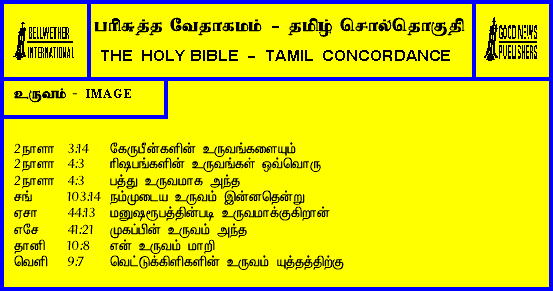 BELLWETHER
INTERNATIONAL
பரிசுத்த வேதாகமம் - தமிழ் சொல்தொகுதி
THE HOLY BIBLE - TAMIL CONCORDANCE
GOOD NEWS
PUBLISHERS
உருவம் - IMAGE
2நாளா 3:14 கேருபீன்களின் உருவங்களையும்
2நாளா 4:3 ரிஷபங்களின் உருவங்கள் ஒவ்வொரு
2நாளா 4:3 பத்து உருவமாக அந்த
சங் 103:14 நம்முடைய உருவம் இன்னதென்று
ஏசா 44:13 மனுஷரூபத்தின்படி உருவமாக்குகிறான்
எசே 41:21 முகப்பின் உருவம் அந்த
தானி 10:8 என் உருவம் மாறி
வெளி 9:7 வெட்டுக்கிளிகளின் உருவம் யுத்தத்திற்கு